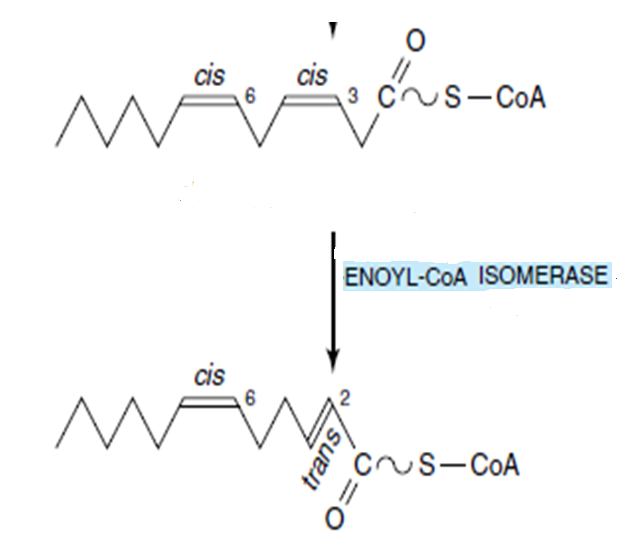 O
cis cis
6 3 C S — CoA
ENOYL-CoA ISOMERASE
cis
6 2
trans
C S — CoA
O